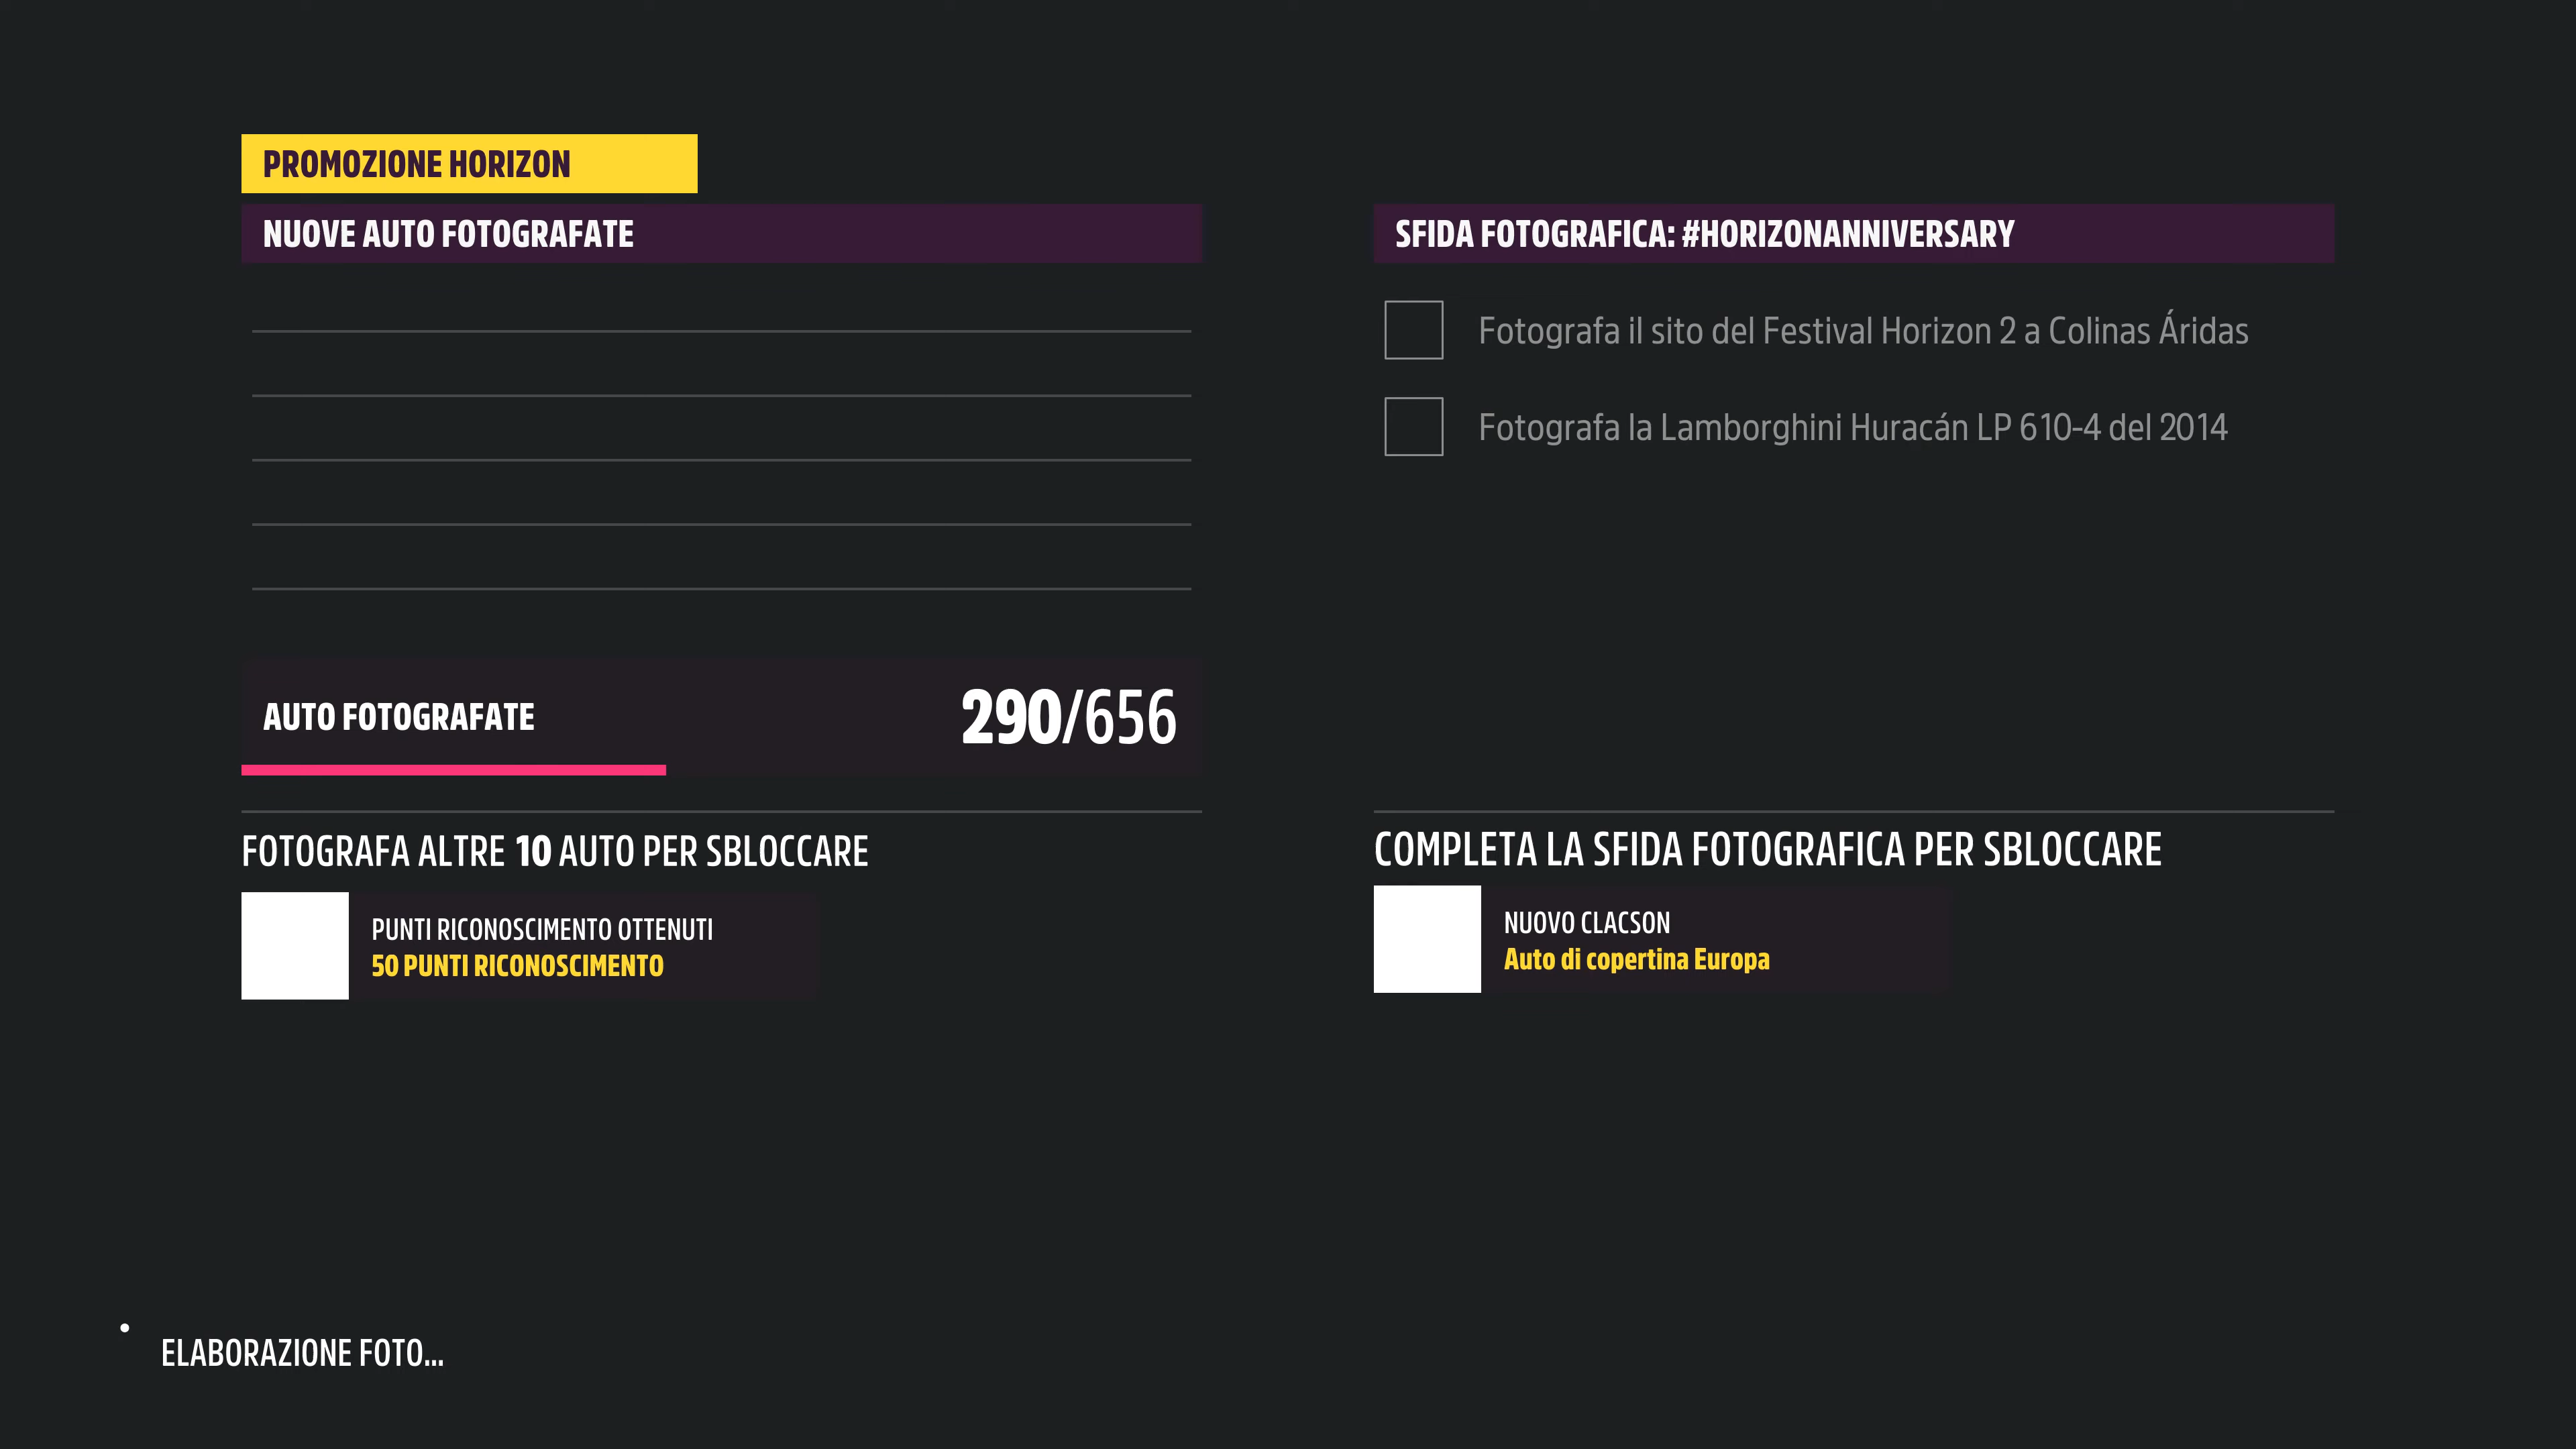 PROMOZIONE HORIZON
NUOVE AUTO FOTOGRAFATE
AUTO FOTOGRAFATE
290/656
FOTOGRAFA ALTRE 10 AUTO PER SBLOCCARE
PUNTI RICONOSCIMENTO OTTENUTI
50 PUNTI RICONOSCIMENTO
SFIDA FOTOGRAFICA: #HORIZONANNIVERSARY
Fotografa il sito del Festival Horizon 2 a Colinas Áridas
Fotografa la Lamborghini Huracán LP 610-4 del 2014
COMPLETA LA SFIDA FOTOGRAFICA PER SBLOCCARE
NUOVO CLACSON
Auto di copertina Europa
ELABORAZIONE FOTO...